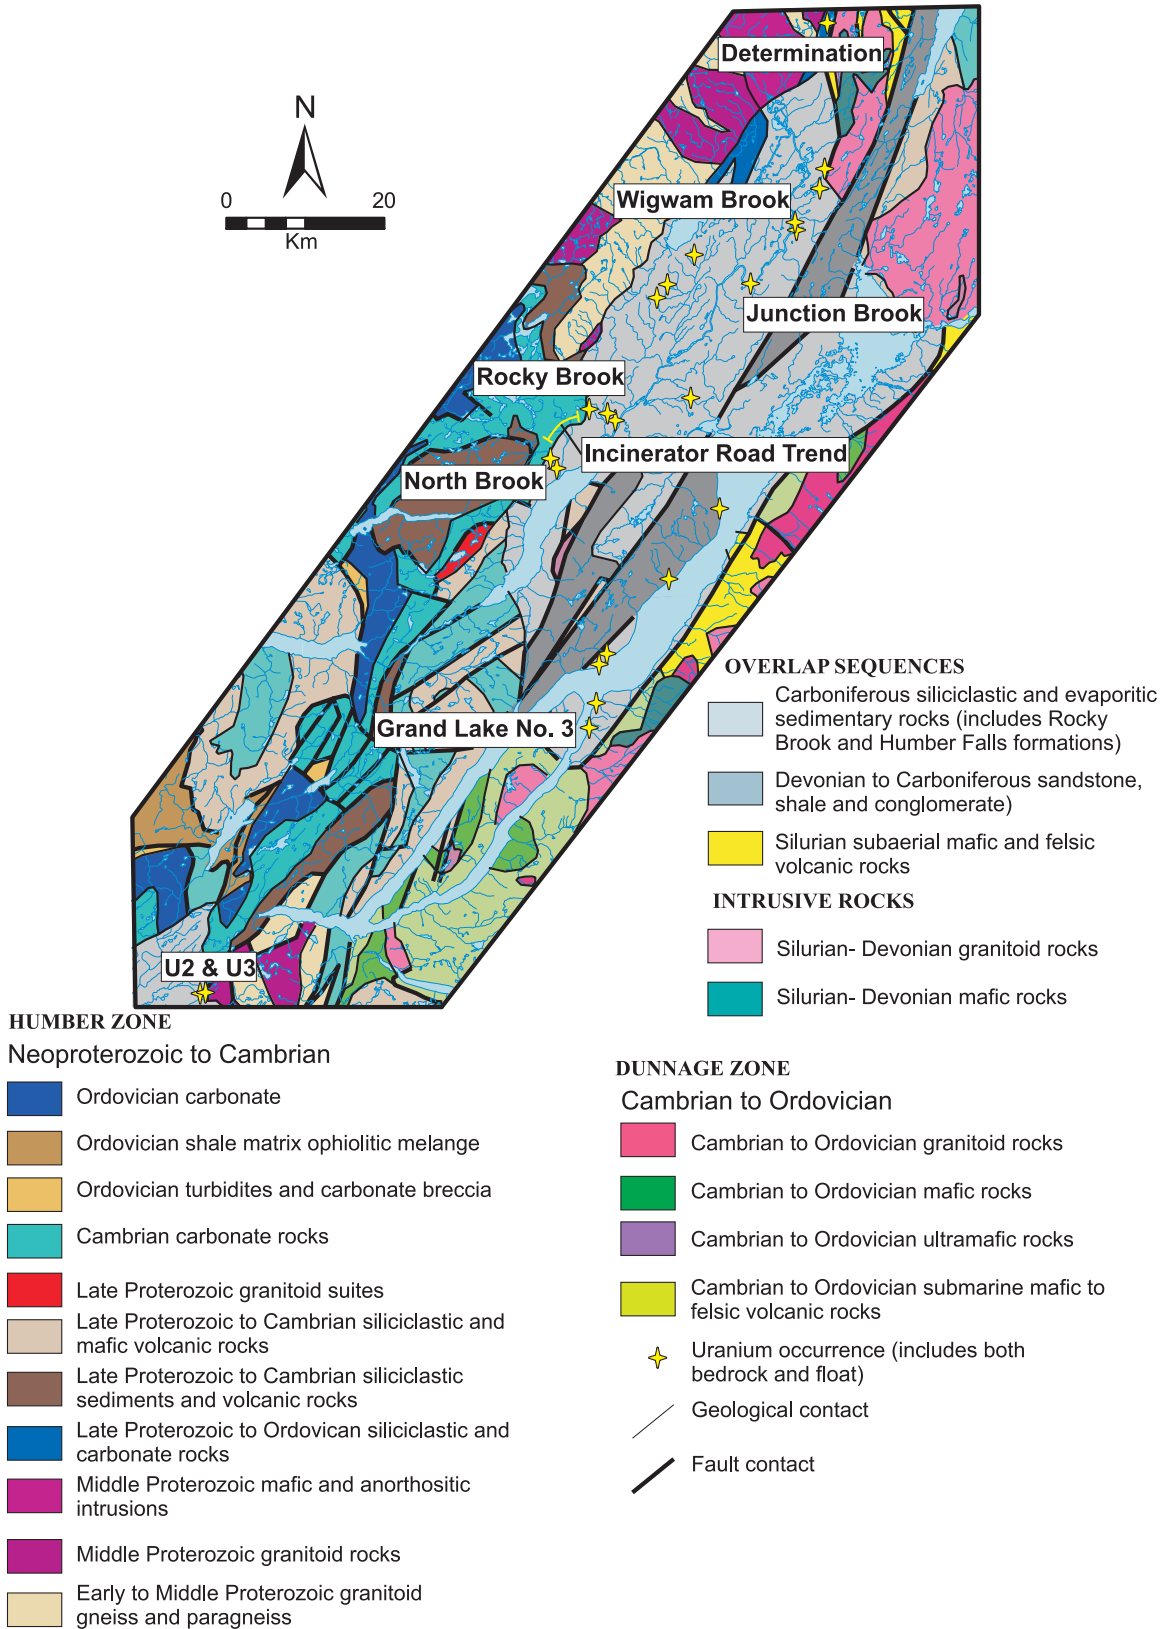 Determination
N
0 20
Km
Wigwam Brook
Junction Brook
Rocky Brook
Incinerator Road Trend
North Brook
Grand Lake No. 3
U2 & U3
OVERLAP SEQUENCES
Carboniferous siliciclastic and evaporitic
sedimentary rocks (includes Rocky
Brook and Humber Falls formations)
Devonian to Carboniferous sandstone,
shale and conglomerate)
Silurian subaerial mafic and felsic
volcanic rocks
INTRUSIVE ROCKS
Silurian- Devonian granitoid rocks
Silurian- Devonian mafic rocks
HUMBER ZONE
Neoproterozoic to Cambrian
Ordovician carbonate
Ordovician shale matrix ophiolitic melange
Ordovician turbidites and carbonate breccia
Cambrian carbonate rocks
Late Proterozoic granitoid suites
Late Proterozoic to Cambrian siliciclastic and
mafic volcanic rocks
Late Proterozoic to Cambrian siliciclastic
sediments and volcanic rocks
Late Proterozoic to Ordovican siliciclastic and
carbonate rocks
Middle Proterozoic mafic and anorthositic
intrusions
Middle Proterozoic granitoid rocks
Early to Middle Proterozoic granitoid
gneiss and paragneiss
DUNNAGE ZONE
Cambrian to Ordovician
Cambrian to Ordovician granitoid rocks
Cambrian to Ordovician mafic rocks
Cambrian to Ordovician ultramafic rocks
Cambrian to Ordovician submarine mafic to
felsic volcanic rocks
Uranium occurrence (includes both
bedrock and float)
Geological contact
Fault contact